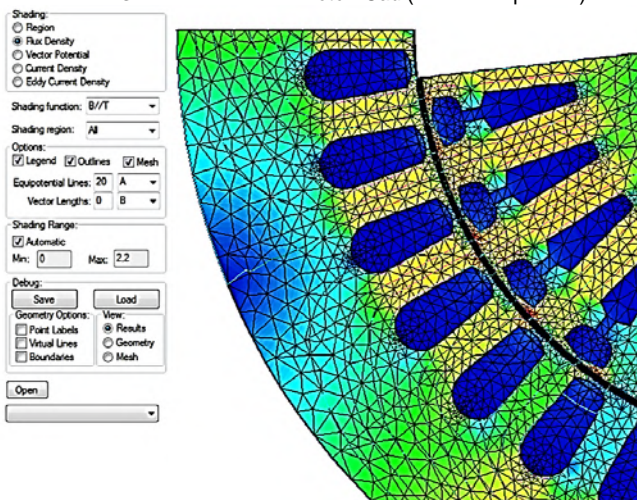 Shading:
Region
Flux Density
Vector Potential
Current Density
Eddy Current Density
Shading function: B//T
Shading region: All
Options:
Legend Outlines Mesh
Equipotential Lines: 20 A
Vector Lengths: 0 B
Shading Range:
Automatic
Min: 0 Max: 2.2
Debug:
Save Load
Geometry Options: View:
Point Labels Results
Virtual Lines Geometry
Boundaries Mesh
Open